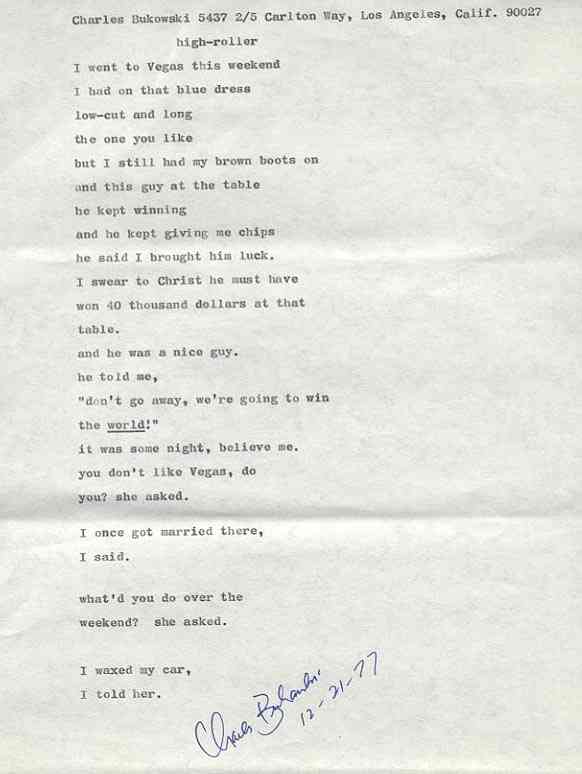 Charles Bukowski 5437 2/5 Carlton Way, Los Angeles, Calif. 90027
high-roller
I went to Vegas this weekend
I had on that blue dress
low-cut and long
the one you like
but I still had my brown boots on
and this guy at the table
he kept winning
and he kept giving me chips
he said I brought him luck.
I swear to Christ he must have
won 40 thousand dollars at that
table.
and he was a nice guy.
he told me,
"don't go away, we're going to win
the world!"
it was some night, believe me.
you don't like Vegas, do
you? she asked.
I once got married there,
I said.
what'd you do over the
weekend? she asked.
I waxed my car,
I told her.
Charles Bukowski
12-21-77